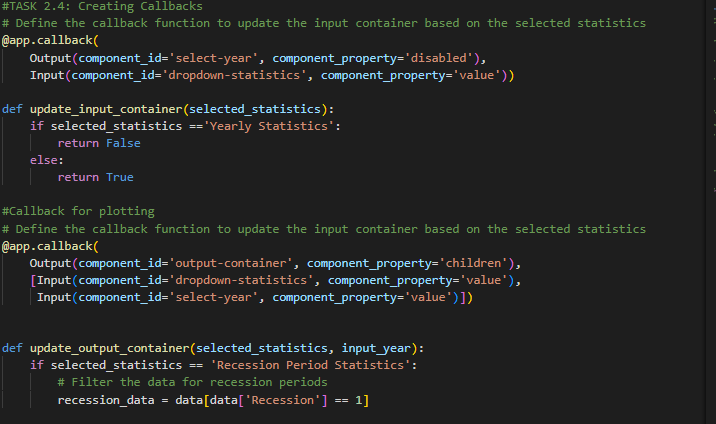 #TASK 2.4: Creating Callbacks
# Define the callback function to update the input container based on the selected statistics
@app.callback(
    Output(component_id='select-year', component_property='disabled'),
    Input(component_id='dropdown-statistics', component_property='value'))

def update_input_container(selected_statistics):
    if selected_statistics =='Yearly Statistics':
        return False
    else:
        return True

#Callback for plotting
# Define the callback function to update the input container based on the selected statistics
@app.callback(
    Output(component_id='output-container', component_property='children'),
    [Input(component_id='dropdown-statistics', component_property='value'),
     Input(component_id='select-year', component_property='value')])


def update_output_container(selected_statistics, input_year):
    if selected_statistics == 'Recession Period Statistics':
        # Filter the data for recession periods
        recession_data = data[data['Recession'] == 1]